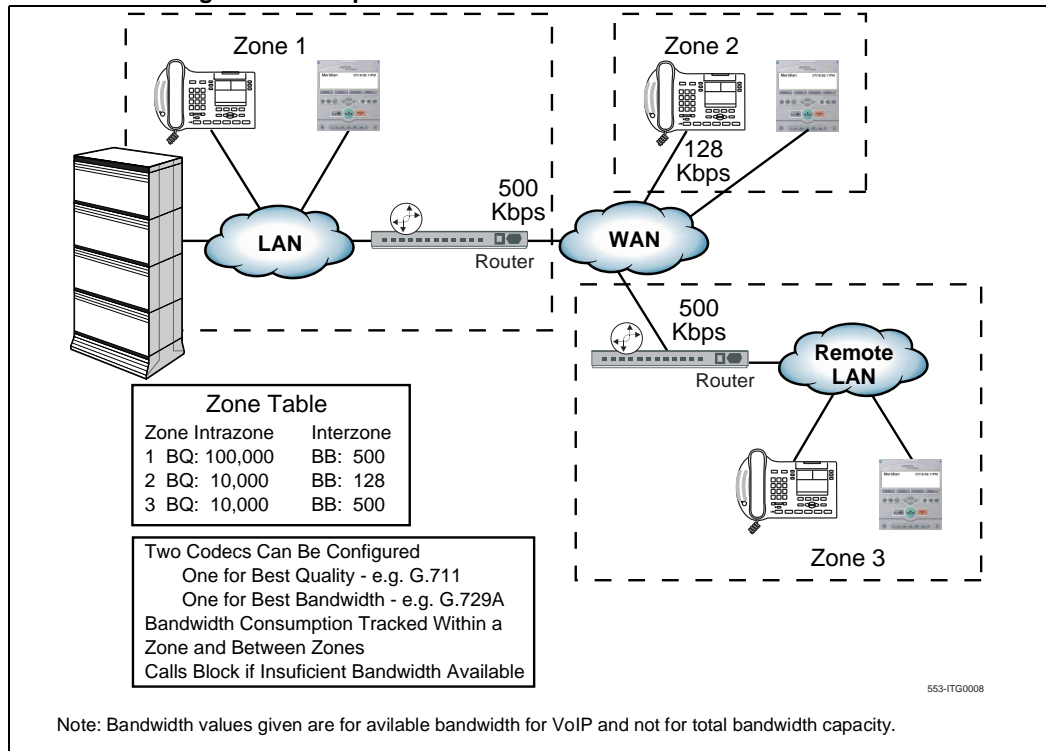 Zone 1
Zone 2
Meridian
Meridian
128
Kbps
500
Kbps
LAN
WAN
Router
500
Kbps
Remote
LAN
Router
Meridian
Zone 3
Zone Table
Zone Intrazone Interzone
1 BQ: 100,000 BB: 500
2 BQ: 10,000 BB: 128
3 BQ: 10,000 BB: 500
Two Codecs Can Be Configured
One for Best Quality - e.g. G.711
One for Best Bandwidth - e.g. G.729A
Bandwidth Consumption Tracked Within a
Zone and Between Zones
Calls Block if Insuficient Bandwidth Available
553-ITG0008
Note: Bandwidth values given are for avilable bandwidth for VoIP and not for total bandwidth capacity.